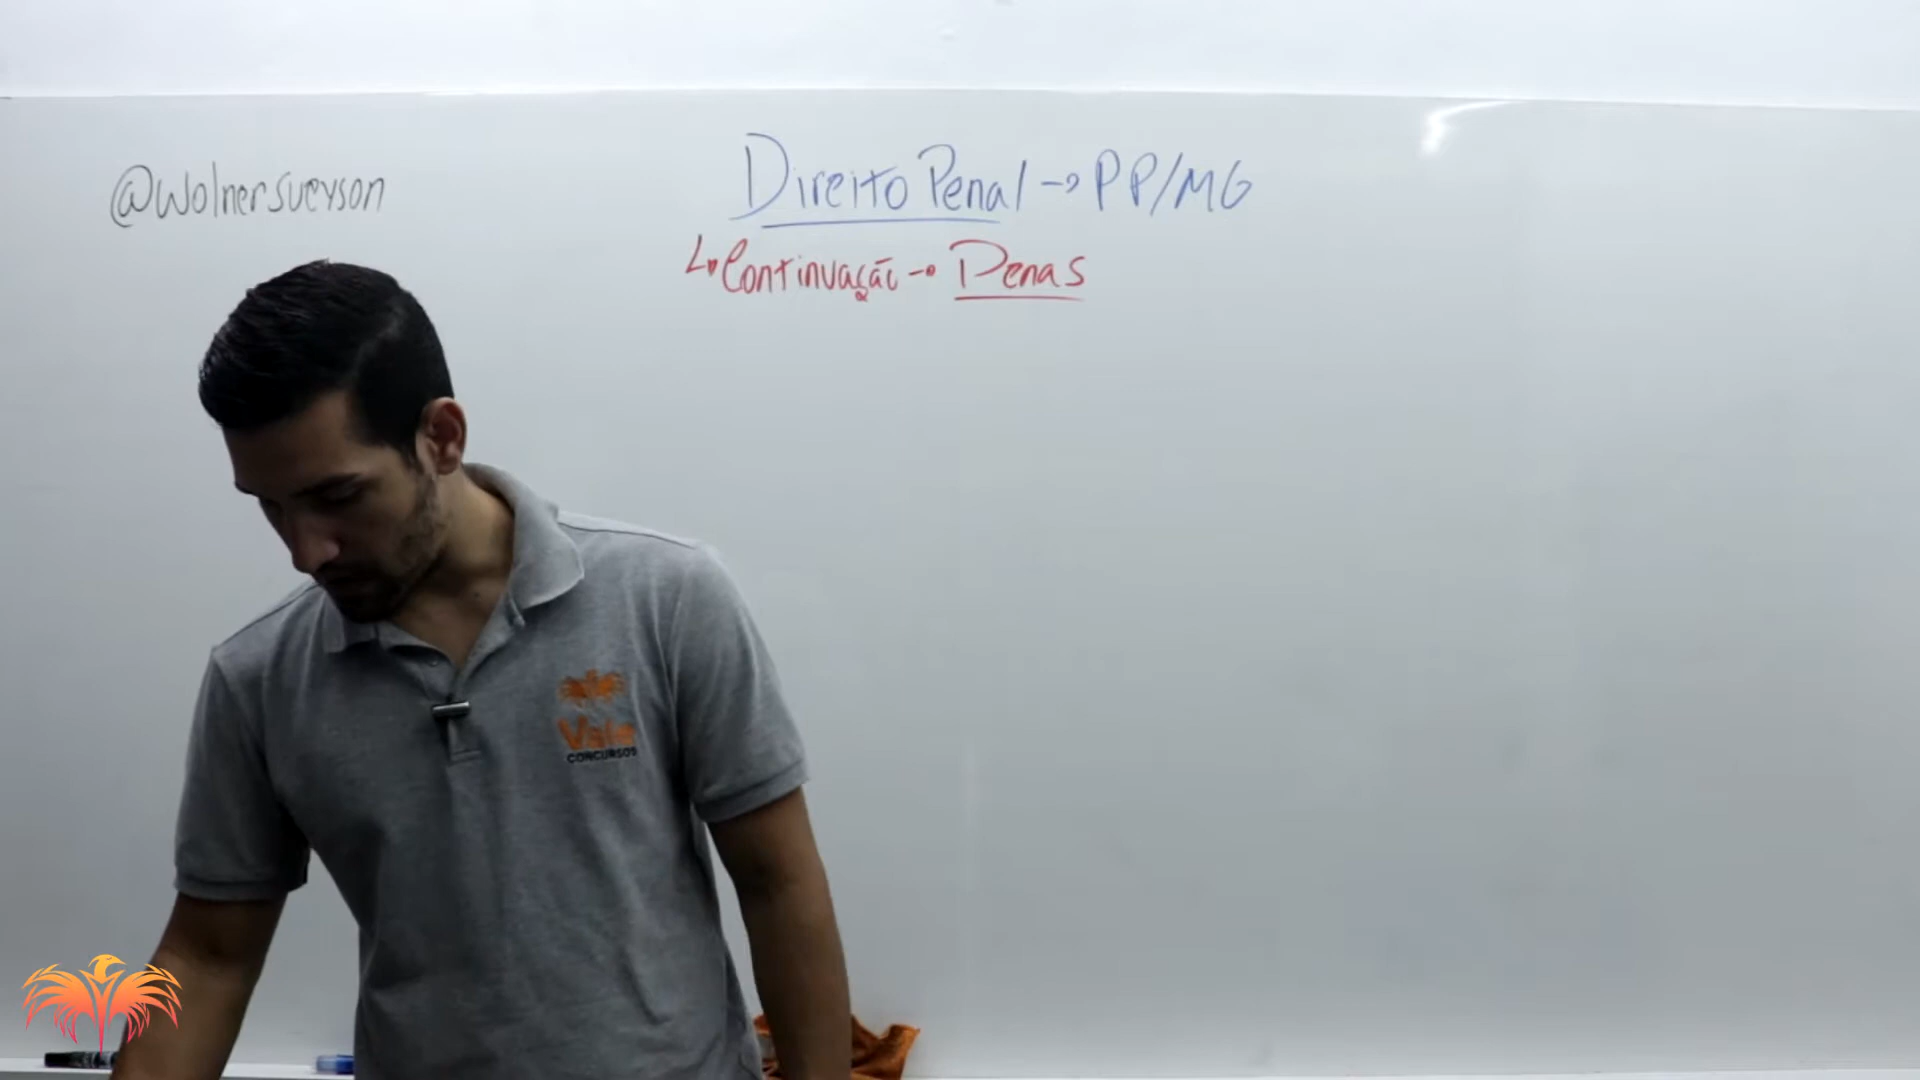 @wolnersueyson
Direito Penal → PP/MG
↳ Continuação → Penas
Vale
CONCURSOS